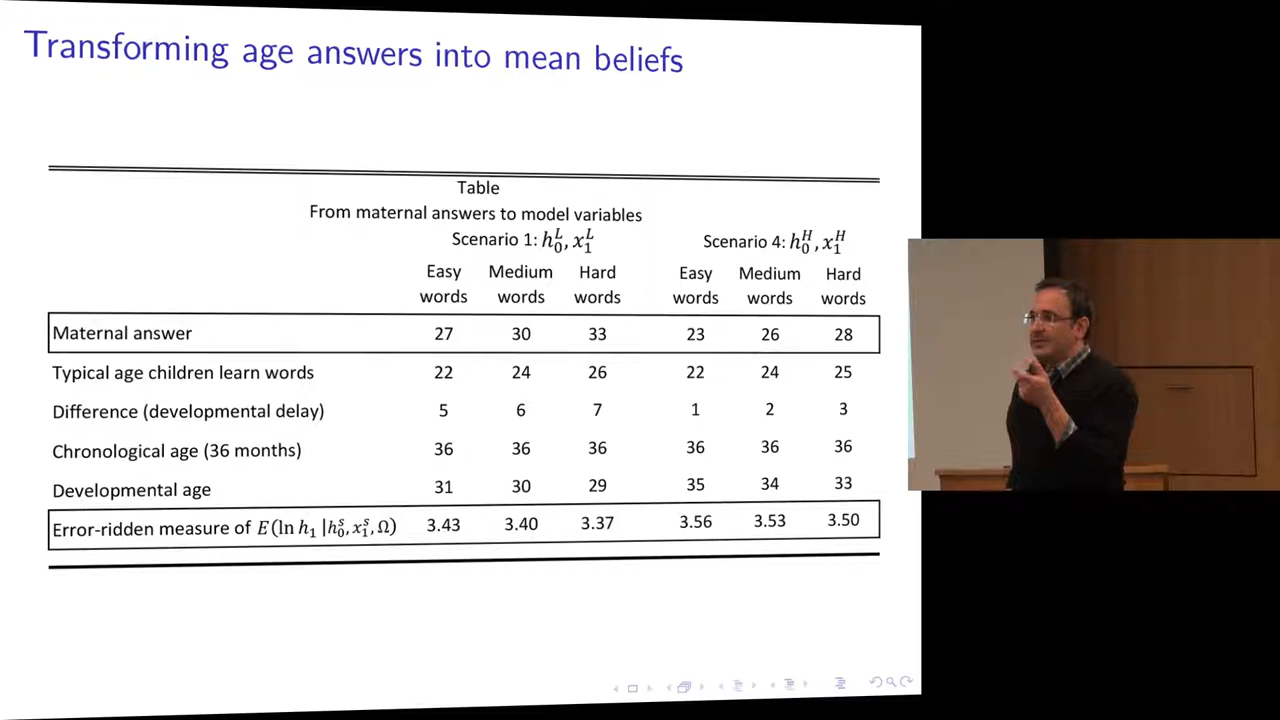 Transforming age answers into mean beliefs
Table
From maternal answers to model variables
Scenario 1: h₀ᴸ, x₁ᴸ Scenario 4: h₀ᴴ, x₁ᴴ
Easy Medium Hard Easy Medium Hard
words words words words words words
Maternal answer 27 30 33 23 26 28
Typical age children learn words 22 24 26 22 24 25
Difference (developmental delay) 5 6 7 1 2 3
Chronological age (36 months) 36 36 36 36 36 36
Developmental age 31 30 29 35 34 33
Error-ridden measure of E(ln h₁ |h₀ˢ, x₁ˢ, Ω) 3.43 3.40 3.37 3.56 3.53 3.50